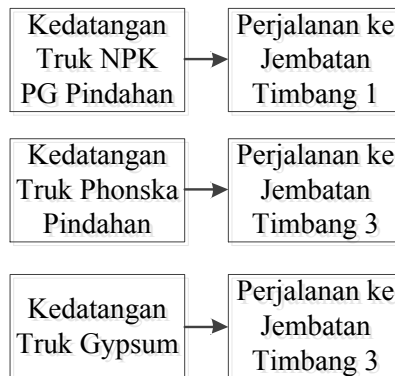 Kedatangan
Truk NPK
PG Pindahan
Perjalanan ke
Jembatan
Timbang 1
Kedatangan
Truk Phonska
Pindahan
Perjalanan ke
Jembatan
Timbang 3
Kedatangan
Truk Gypsum
Perjalanan ke
Jembatan
Timbang 3